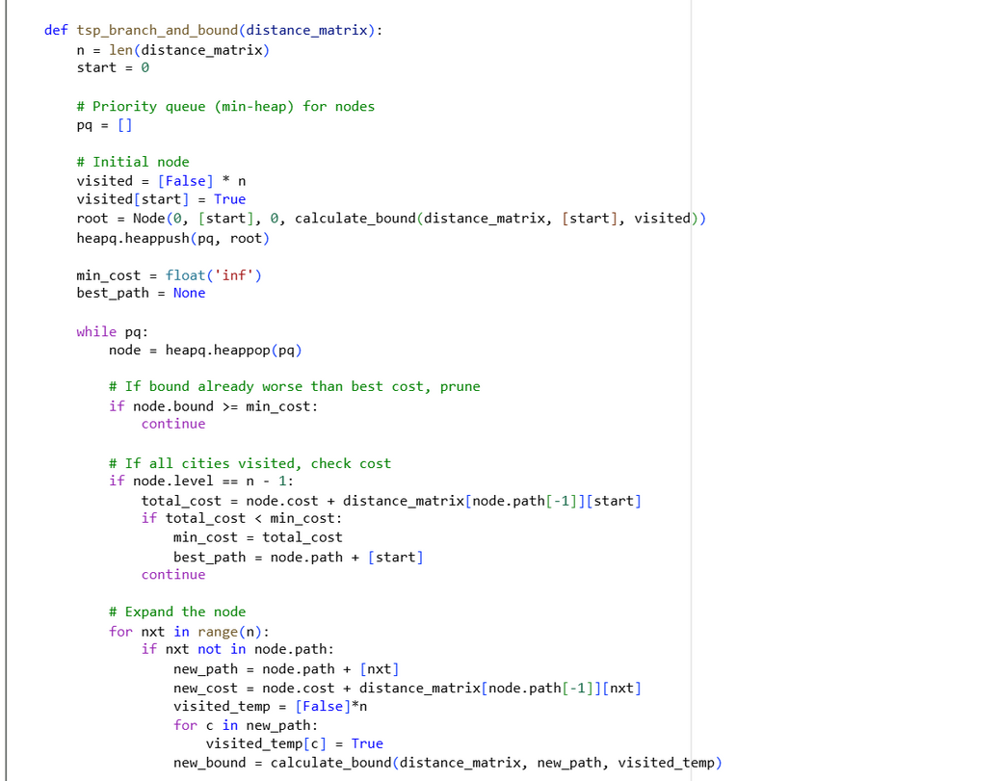 def tsp_branch_and_bound(distance_matrix):
    n = len(distance_matrix)
    start = 0
    # Priority queue (min-heap) for nodes
    pq = []
    # Initial node
    visited = [False] * n
    visited[start] = True
    root = Node(0, [start], 0, calculate_bound(distance_matrix, [start], visited))
    heapq.heappush(pq, root)
    min_cost = float('inf')
    best_path = None
    while pq:
        node = heapq.heappop(pq)
        # If bound already worse than best cost, prune
        if node.bound >= min_cost:
            continue
        # If all cities visited, check cost
        if node.level == n - 1:
            total_cost = node.cost + distance_matrix[node.path[-1]][start]
            if total_cost < min_cost:
                min_cost = total_cost
                best_path = node.path + [start]
            continue
        # Expand the node
        for nxt in range(n):
            if nxt not in node.path:
                new_path = node.path + [nxt]
                new_cost = node.cost + distance_matrix[node.path[-1]][nxt]
                visited_temp = [False]*n
                for c in new_path:
                    visited_temp[c] = True
                new_bound = calculate_bound(distance_matrix, new_path, visited_temp)